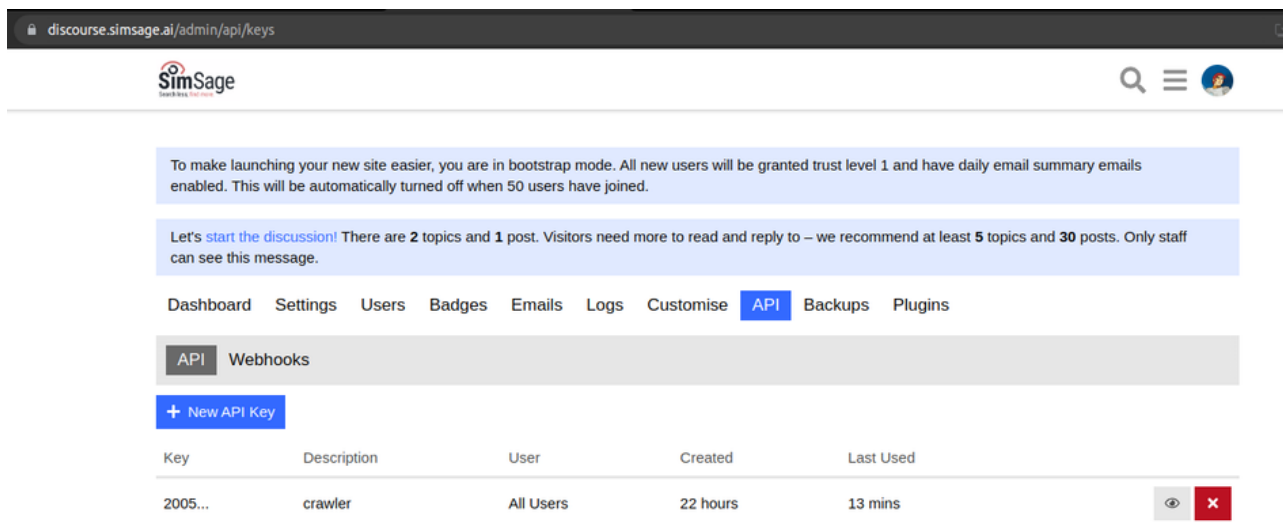 discourse.simsage.ai/admin/api/keys
SimSage
Search less, find more
To make launching your new site easier, you are in bootstrap mode. All new users will be granted trust level 1 and have daily email summary emails
enabled. This will be automatically turned off when 50 users have joined.
Let's start the discussion! There are 2 topics and 1 post. Visitors need more to read and reply to – we recommend at least 5 topics and 30 posts. Only staff
can see this message.
Dashboard Settings Users Badges Emails Logs Customise API Backups Plugins
API Webhooks
+ New API Key
Key Description User Created Last Used
2005... crawler All Users 22 hours 13 mins